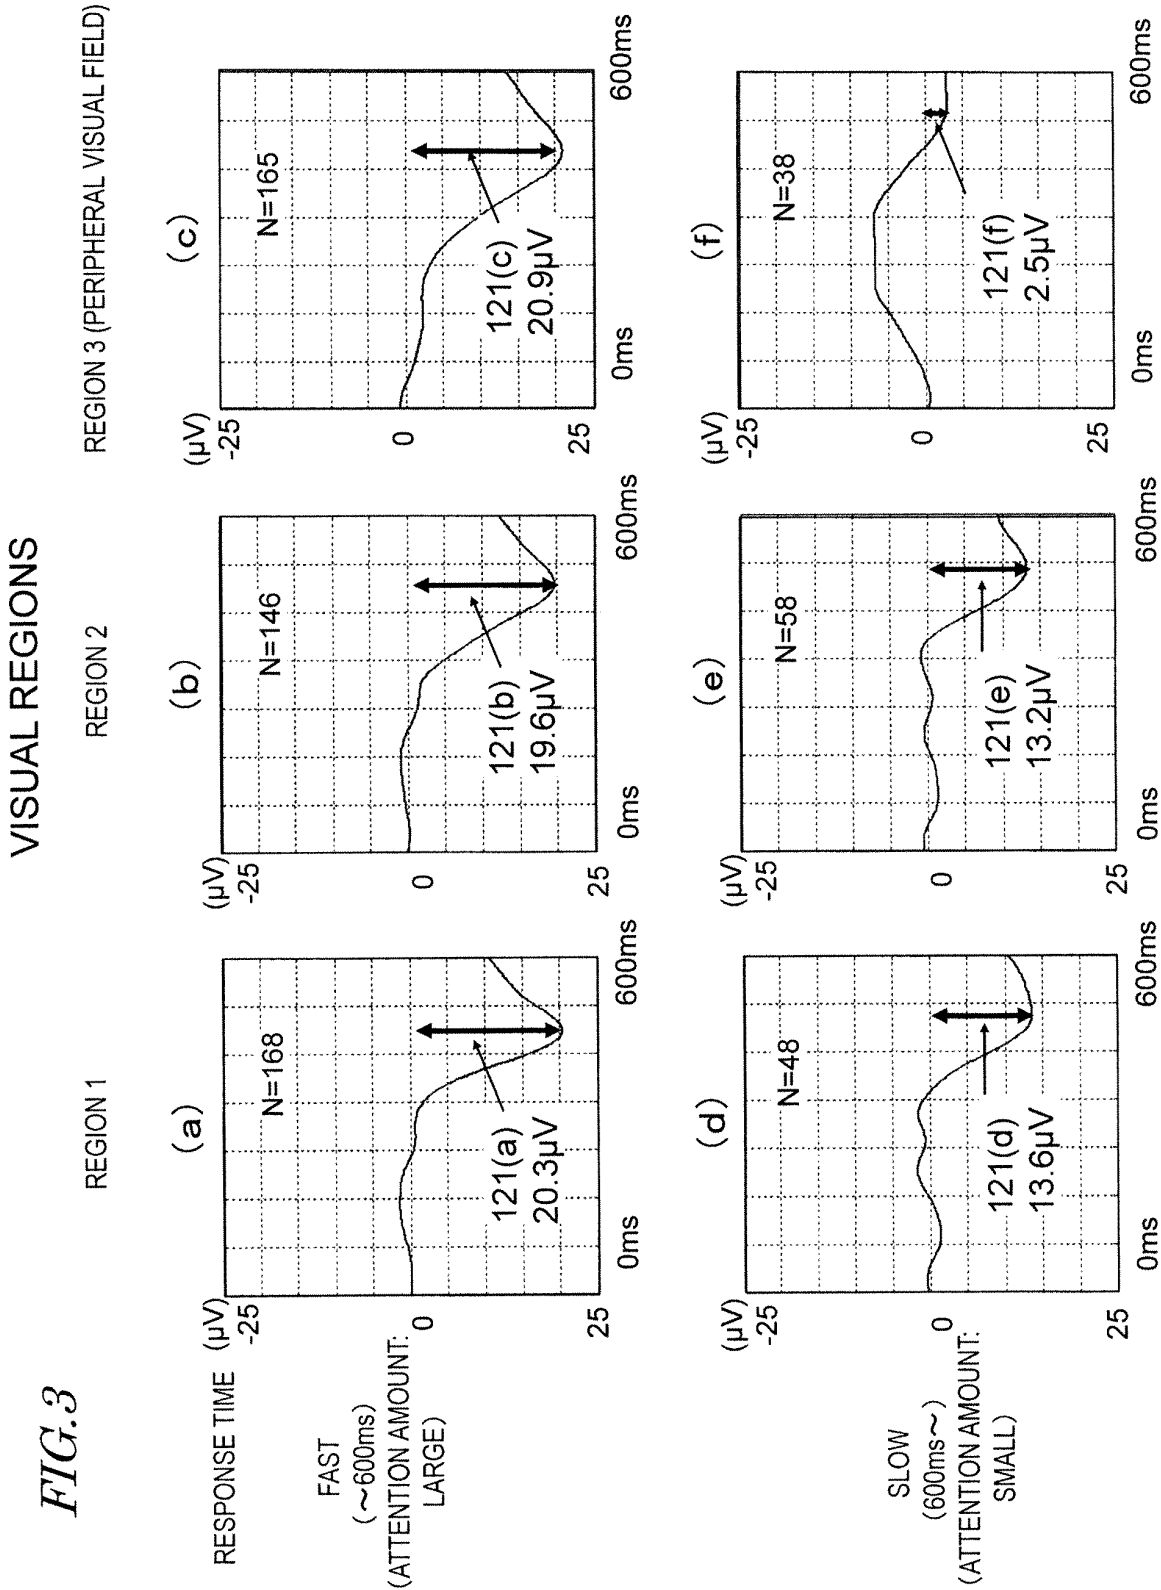 FIG.3
VISUAL REGIONS
REGION 1
REGION 2
REGION 3 (PERIPHERAL VISUAL FIELD)
RESPONSE TIME
FAST
(~600ms)
(ATTENTION AMOUNT:
LARGE)
(a)
(μV)
-25
0
25
N=168
121(a)
20.3μV
0ms
600ms
(b)
(μV)
-25
0
25
N=146
121(b)
19.6μV
0ms
600ms
(c)
(μV)
-25
0
25
N=165
121(c)
20.9μV
0ms
600ms
SLOW
(600ms~)
(ATTENTION AMOUNT:
SMALL)
(d)
(μV)
-25
0
25
N=48
121(d)
13.6μV
0ms
600ms
(e)
(μV)
-25
0
25
N=58
121(e)
13.2μV
0ms
600ms
(f)
(μV)
-25
0
25
N=38
121(f)
2.5μV
0ms
600ms